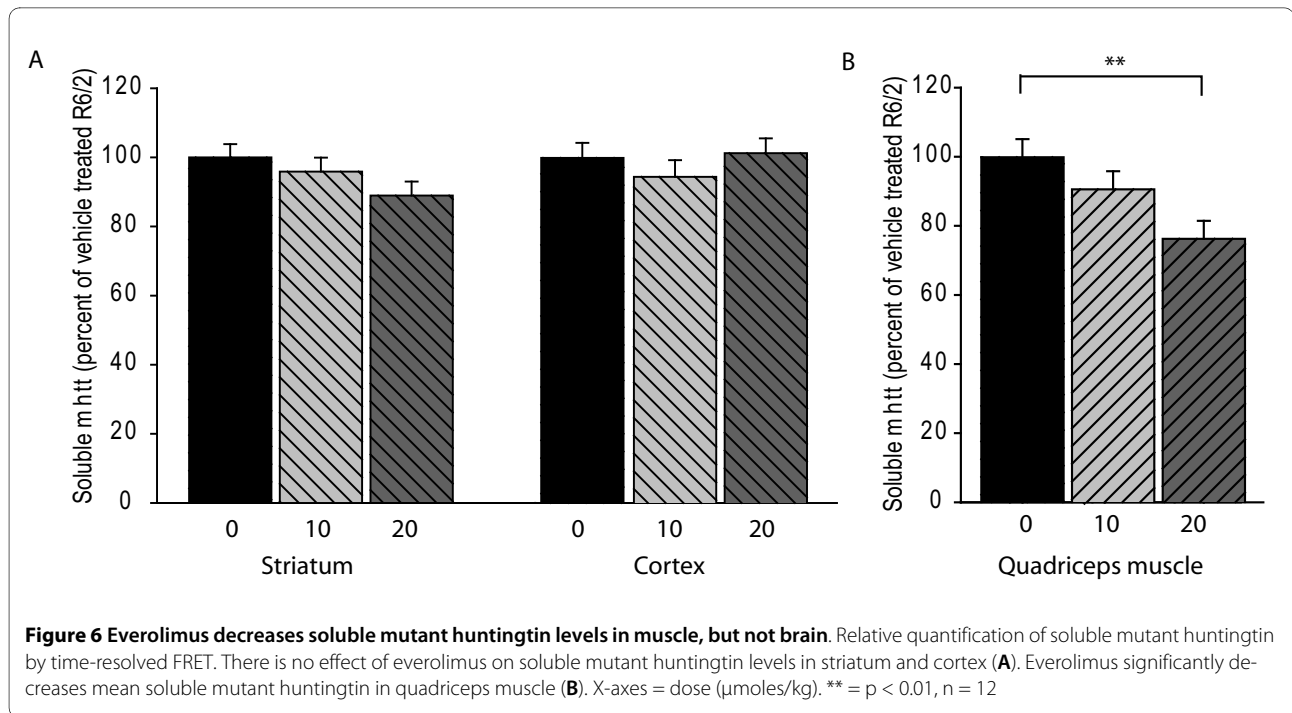 A
Soluble m htt (percent of vehicle treated R6/2)
120
100
80
60
40
20
0
0 10 20 0 10 20
Striatum Cortex
B
**
Soluble m htt (percent of vehicle treated R6/2)
120
100
80
60
40
20
0
0 10 20
Quadriceps muscle
Figure 6 Everolimus decreases soluble mutant huntingtin levels in muscle, but not brain. Relative quantification of soluble mutant huntingtin
by time-resolved FRET. There is no effect of everolimus on soluble mutant huntingtin levels in striatum and cortex (A). Everolimus significantly de-
creases mean soluble mutant huntingtin in quadriceps muscle (B). X-axes = dose (μmoles/kg). ** = p < 0.01, n = 12